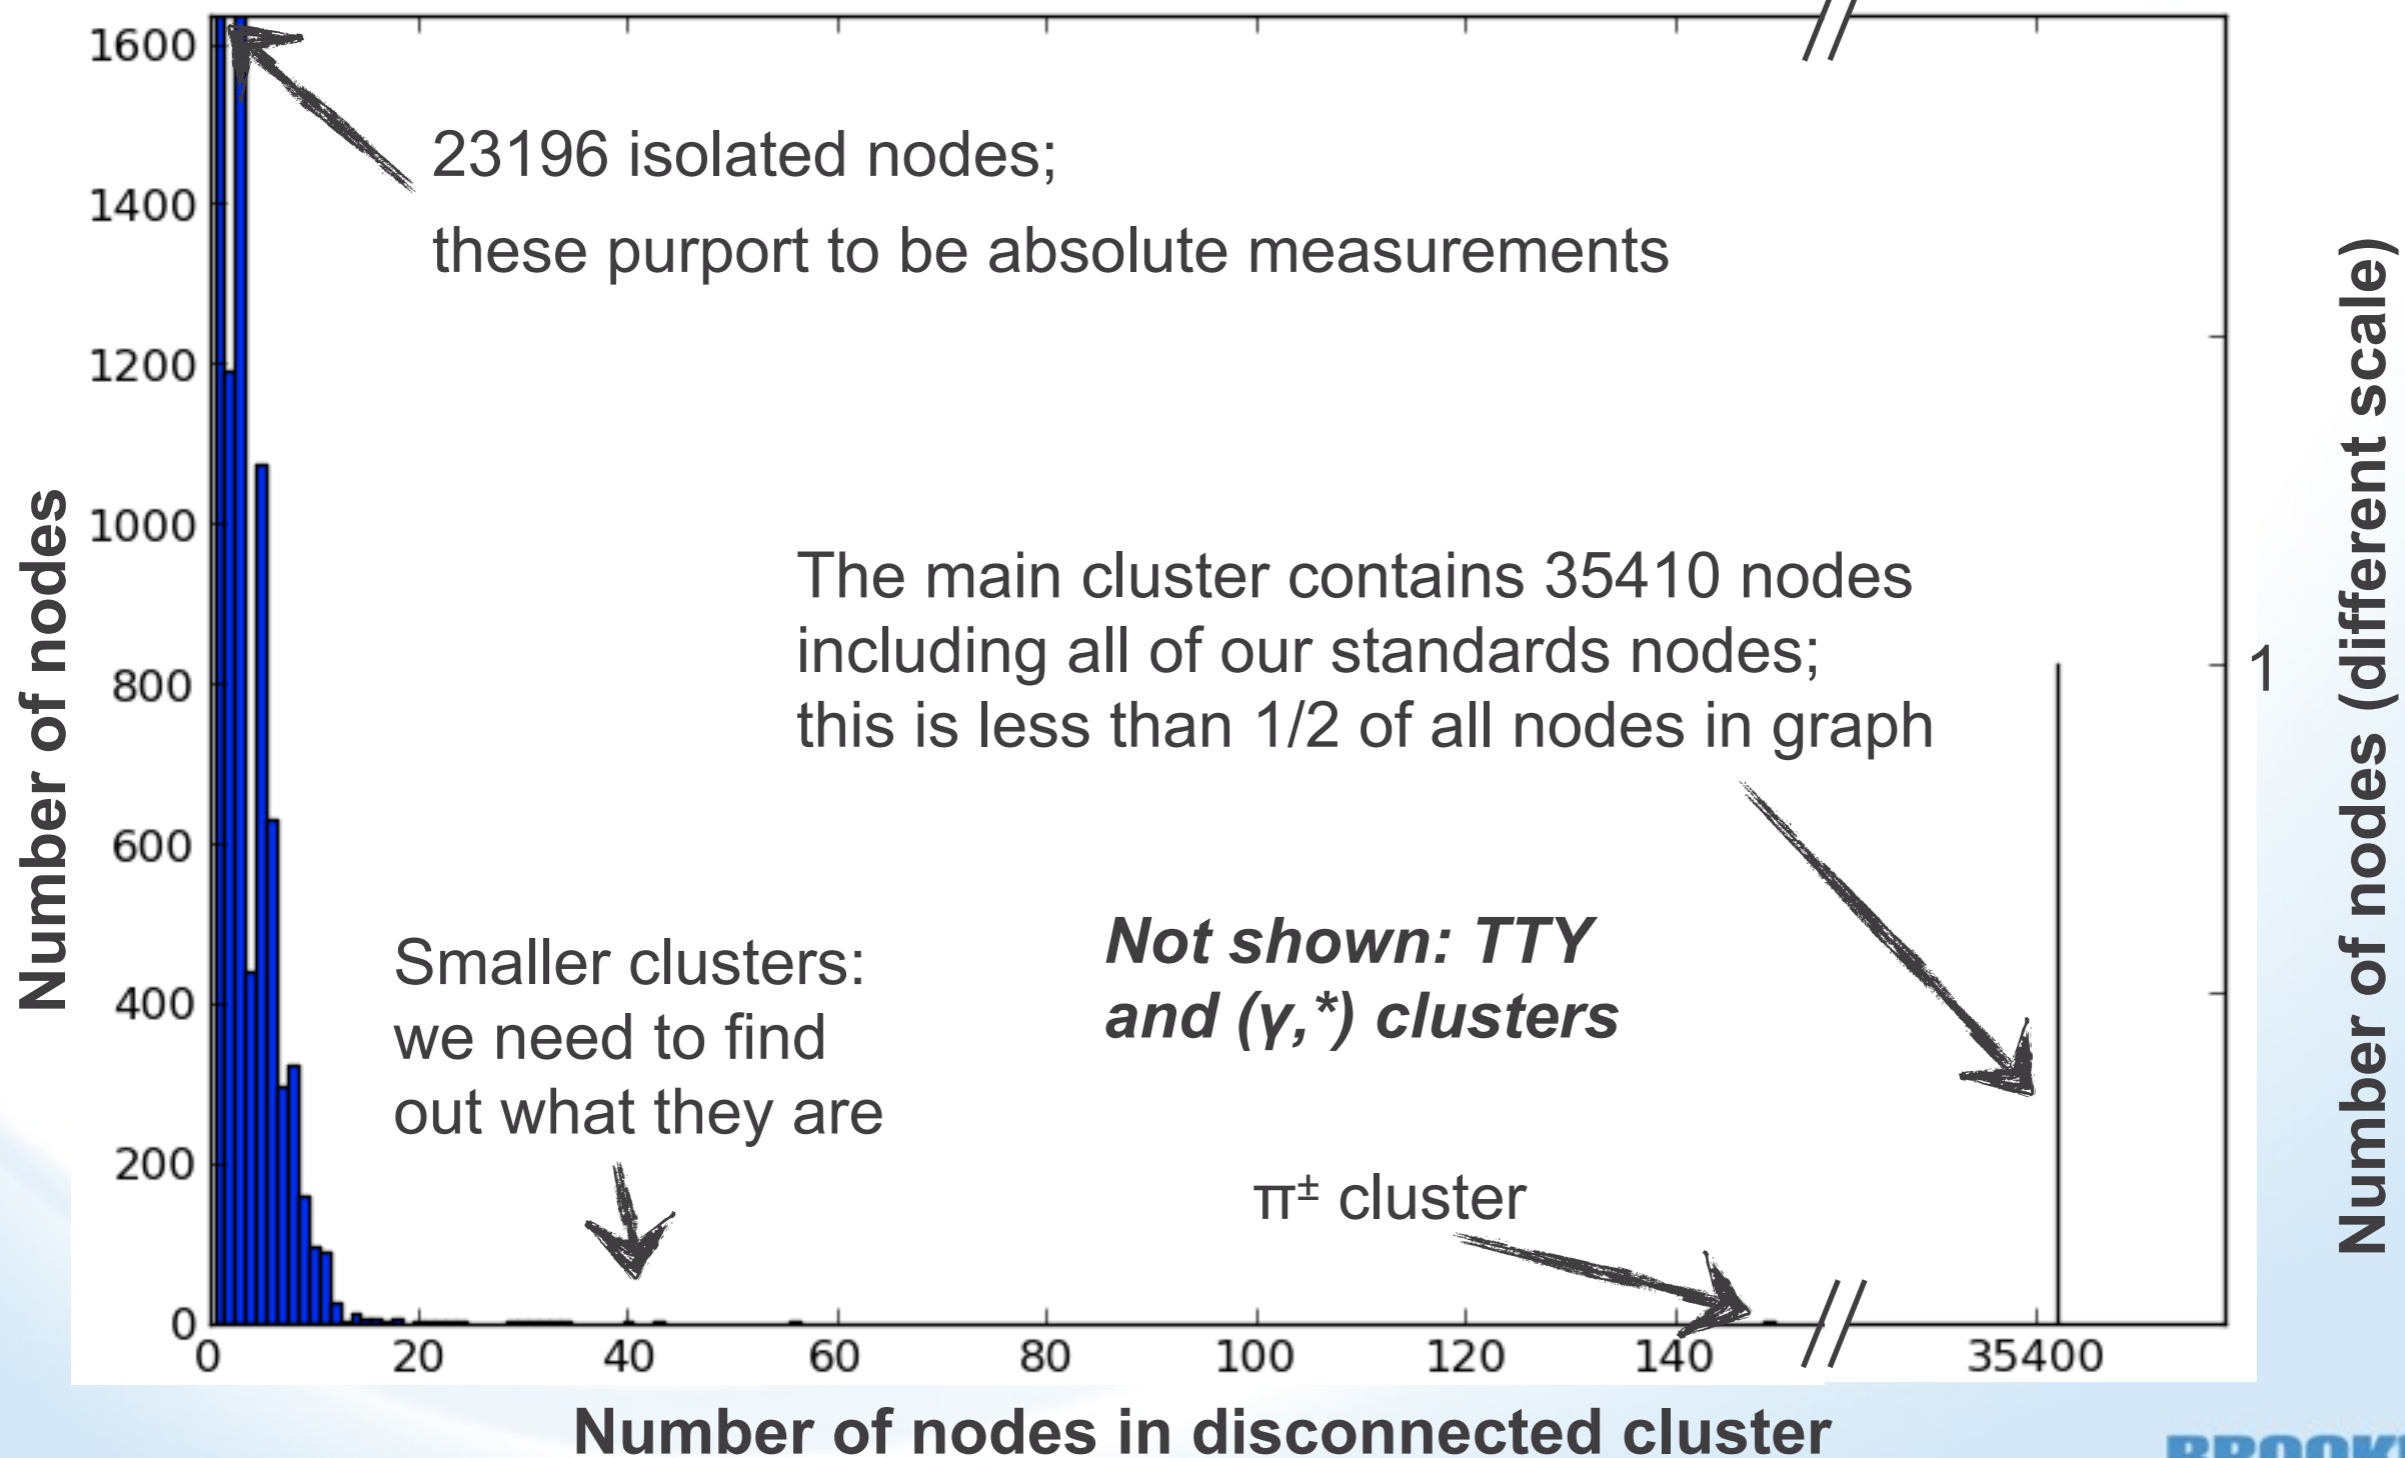 1600
1400
1200
1000
800
600
400
200
0
Number of nodes
23196 isolated nodes;
these purport to be absolute measurements
The main cluster contains 35410 nodes
including all of our standards nodes;
this is less than 1/2 of all nodes in graph
Smaller clusters:
we need to find
out what they are
Not shown: TTY
and (γ,*) clusters
π± cluster
1
Number of nodes (different scale)
0 20 40 60 80 100 120 140 35400
Number of nodes in disconnected cluster